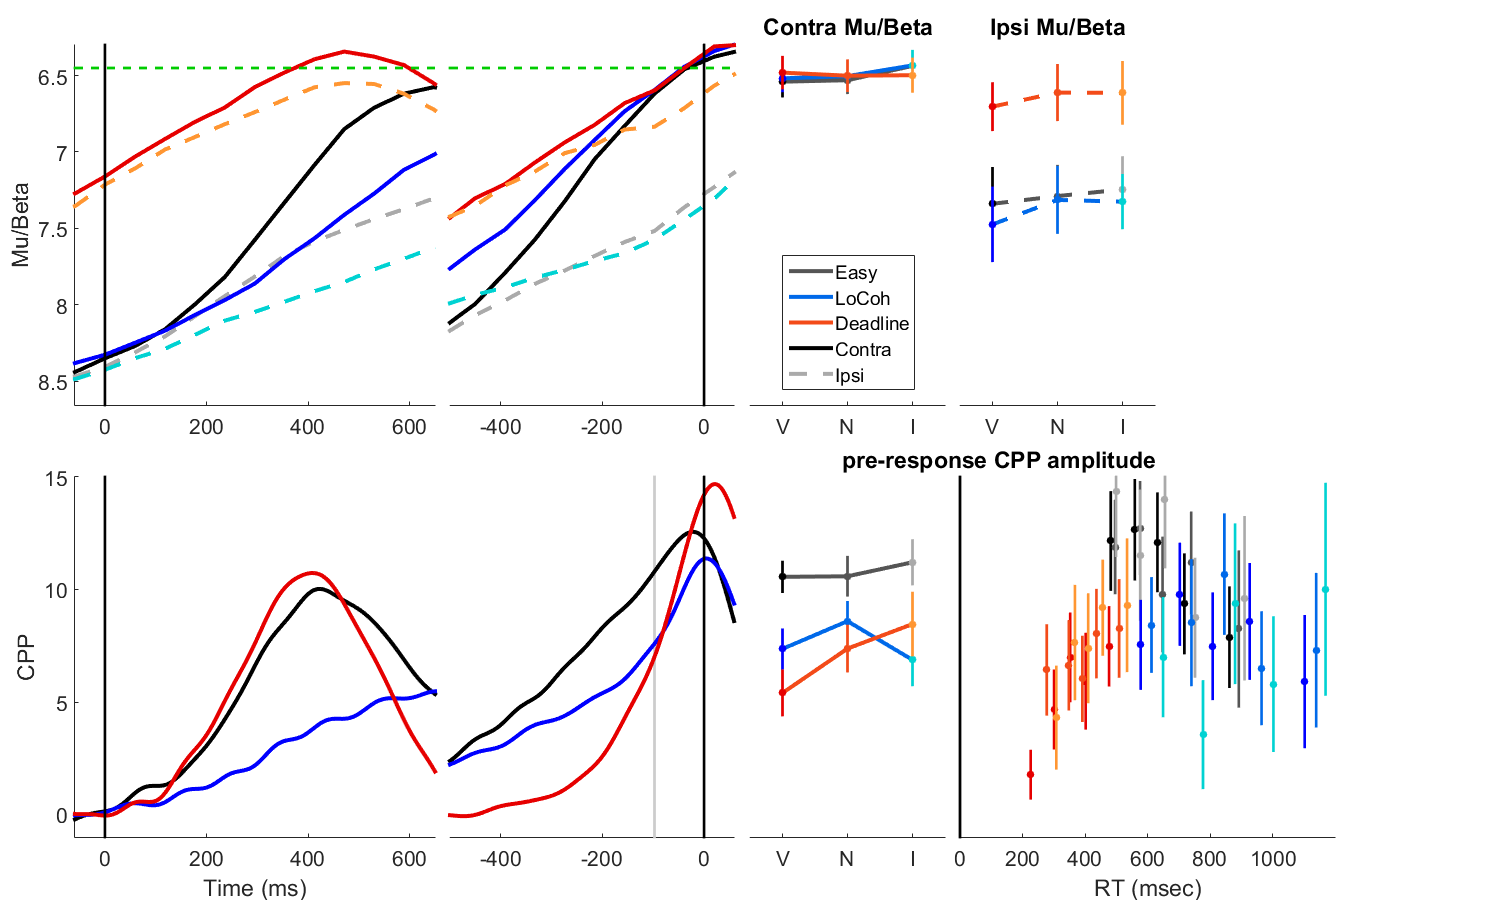 Contra Mu/Beta
Ipsi Mu/Beta
Mu/Beta
6.5
7
7.5
8
8.5
0
200
400
600
-400
-200
0
V
N
I
V
N
I
Easy
LoCoh
Deadline
Contra
Ipsi
pre-response CPP amplitude
CPP
15
10
5
0
0
200
400
600
Time (ms)
-400
-200
0
V
N
I
0
200
400
600
800
1000
RT (msec)